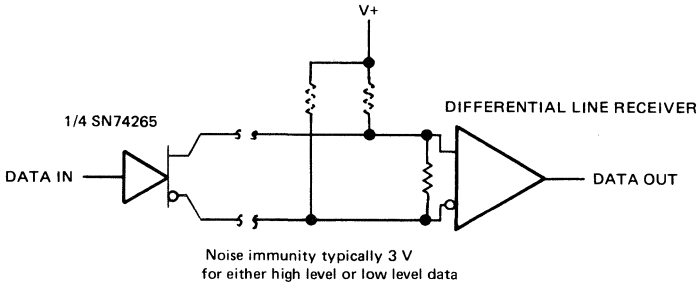 V+
1/4 SN74265
DIFFERENTIAL LINE RECEIVER
DATA IN
DATA OUT
Noise immunity typically 3 V
for either high level or low level data